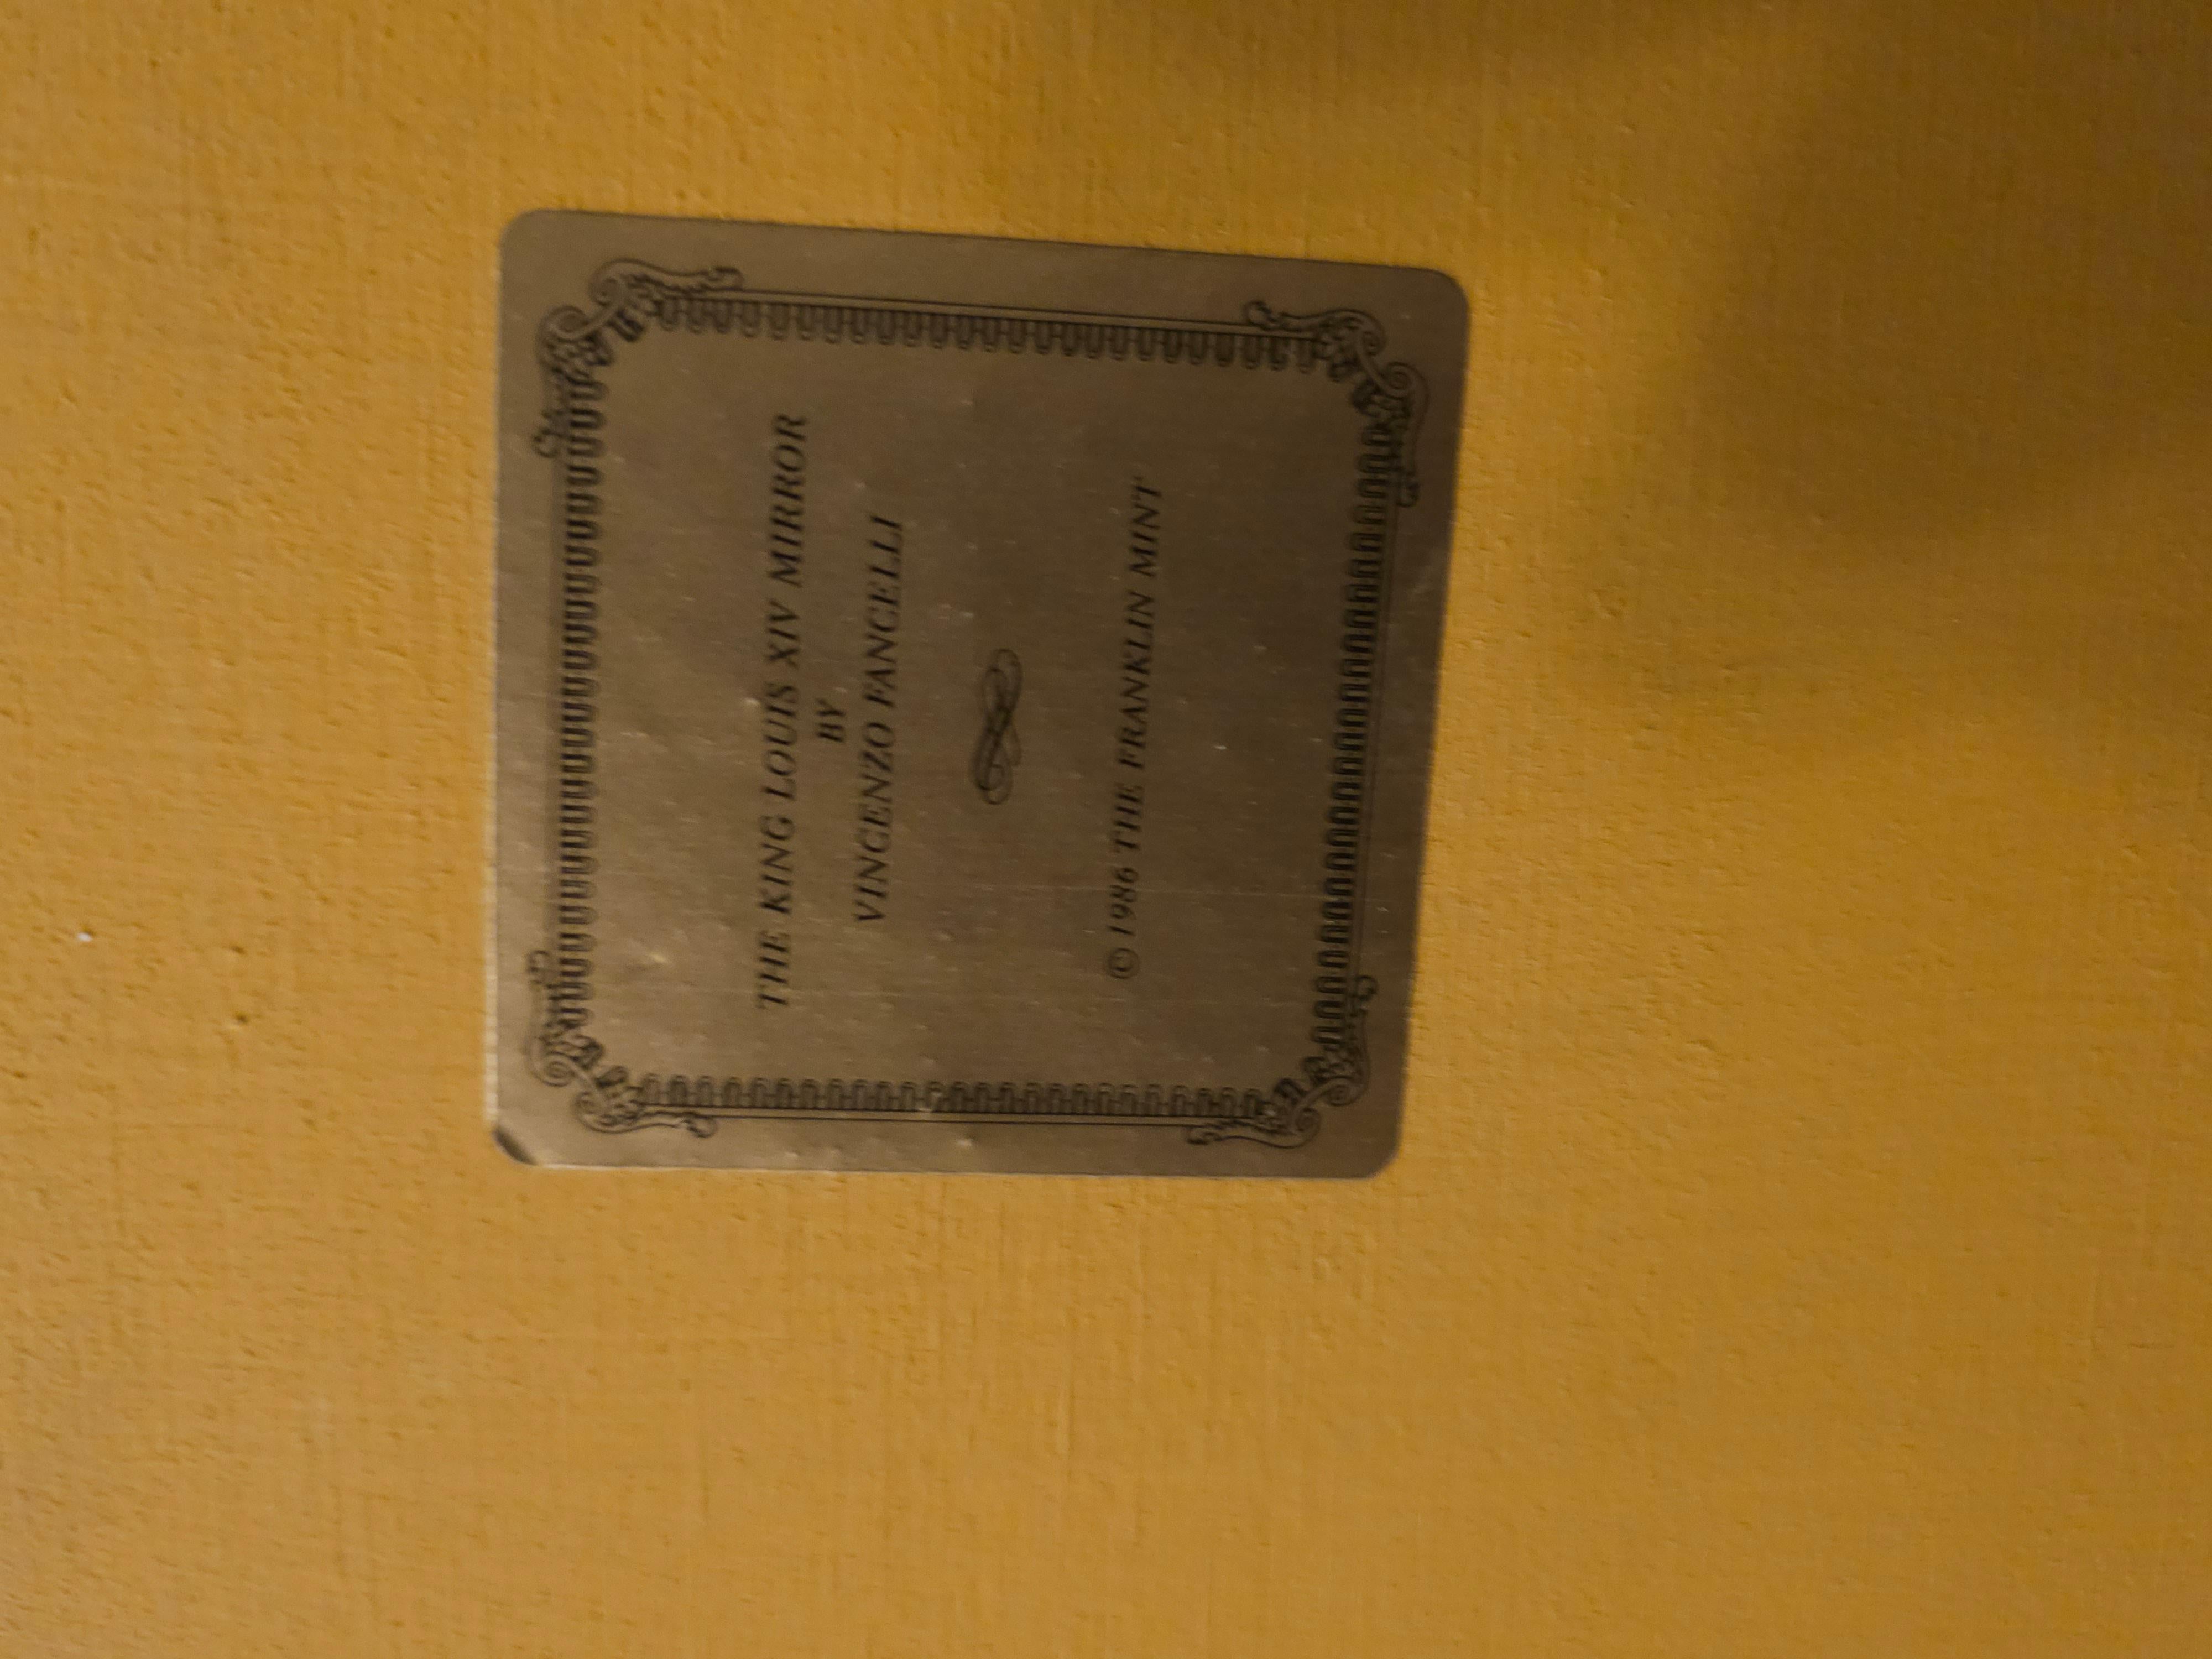 THE KING LOUIS XIV MIRROR
BY
VINCENZO FANCELLI
© 1986 THE FRANKLIN MINT